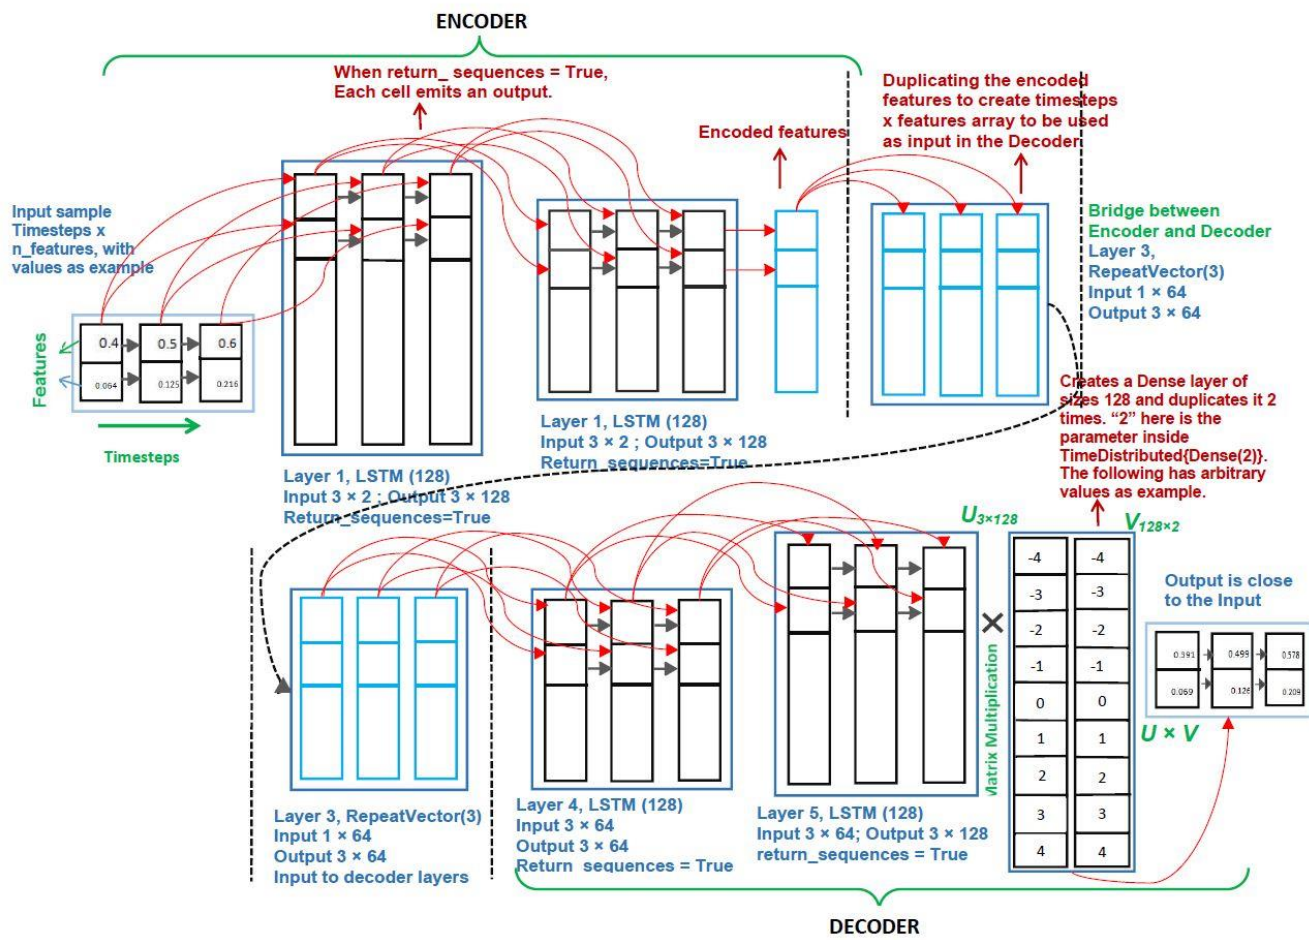 ENCODER
When return_ sequences = True,
Each cell emits an output.
Encoded features
Duplicating the encoded
features to create timesteps
x features array to be used
as input in the Decoder
Input sample
Timesteps x
n_features, with
values as example
Features
0.4
0.5
0.6
0.064
0.125
0.216
Timesteps
Layer 1, LSTM (128)
Input 3 × 2 ; Output 3 × 128
Return_sequences=True
Layer 1, LSTM (128)
Input 3 × 2 ; Output 3 × 128
Return_sequences=True
Bridge between
Encoder and Decoder
Layer 3,
RepeatVector(3)
Input 1 × 64
Output 3 × 64
Creates a Dense layer of
sizes 128 and duplicates it 2
times. “2” here is the
parameter inside
TimeDistributed{Dense(2)}.
The following has arbitrary
values as example.
Layer 3, RepeatVector(3)
Input 1 × 64
Output 3 × 64
Input to decoder layers
Layer 4, LSTM (128)
Input 3 × 64
Output 3 × 64
Return_sequences = True
Layer 5, LSTM (128)
Input 3 × 64; Output 3 × 128
return_sequences = True
U3×128
V128×2
×
Matrix Multiplication
-4 -4
-3 -3
-2 -2
-1 -1
0 0
1 1
2 2
3 3
4 4
Output is close
to the Input
0.391
0.499
0.578
0.069
0.126
0.209
U × V
DECODER